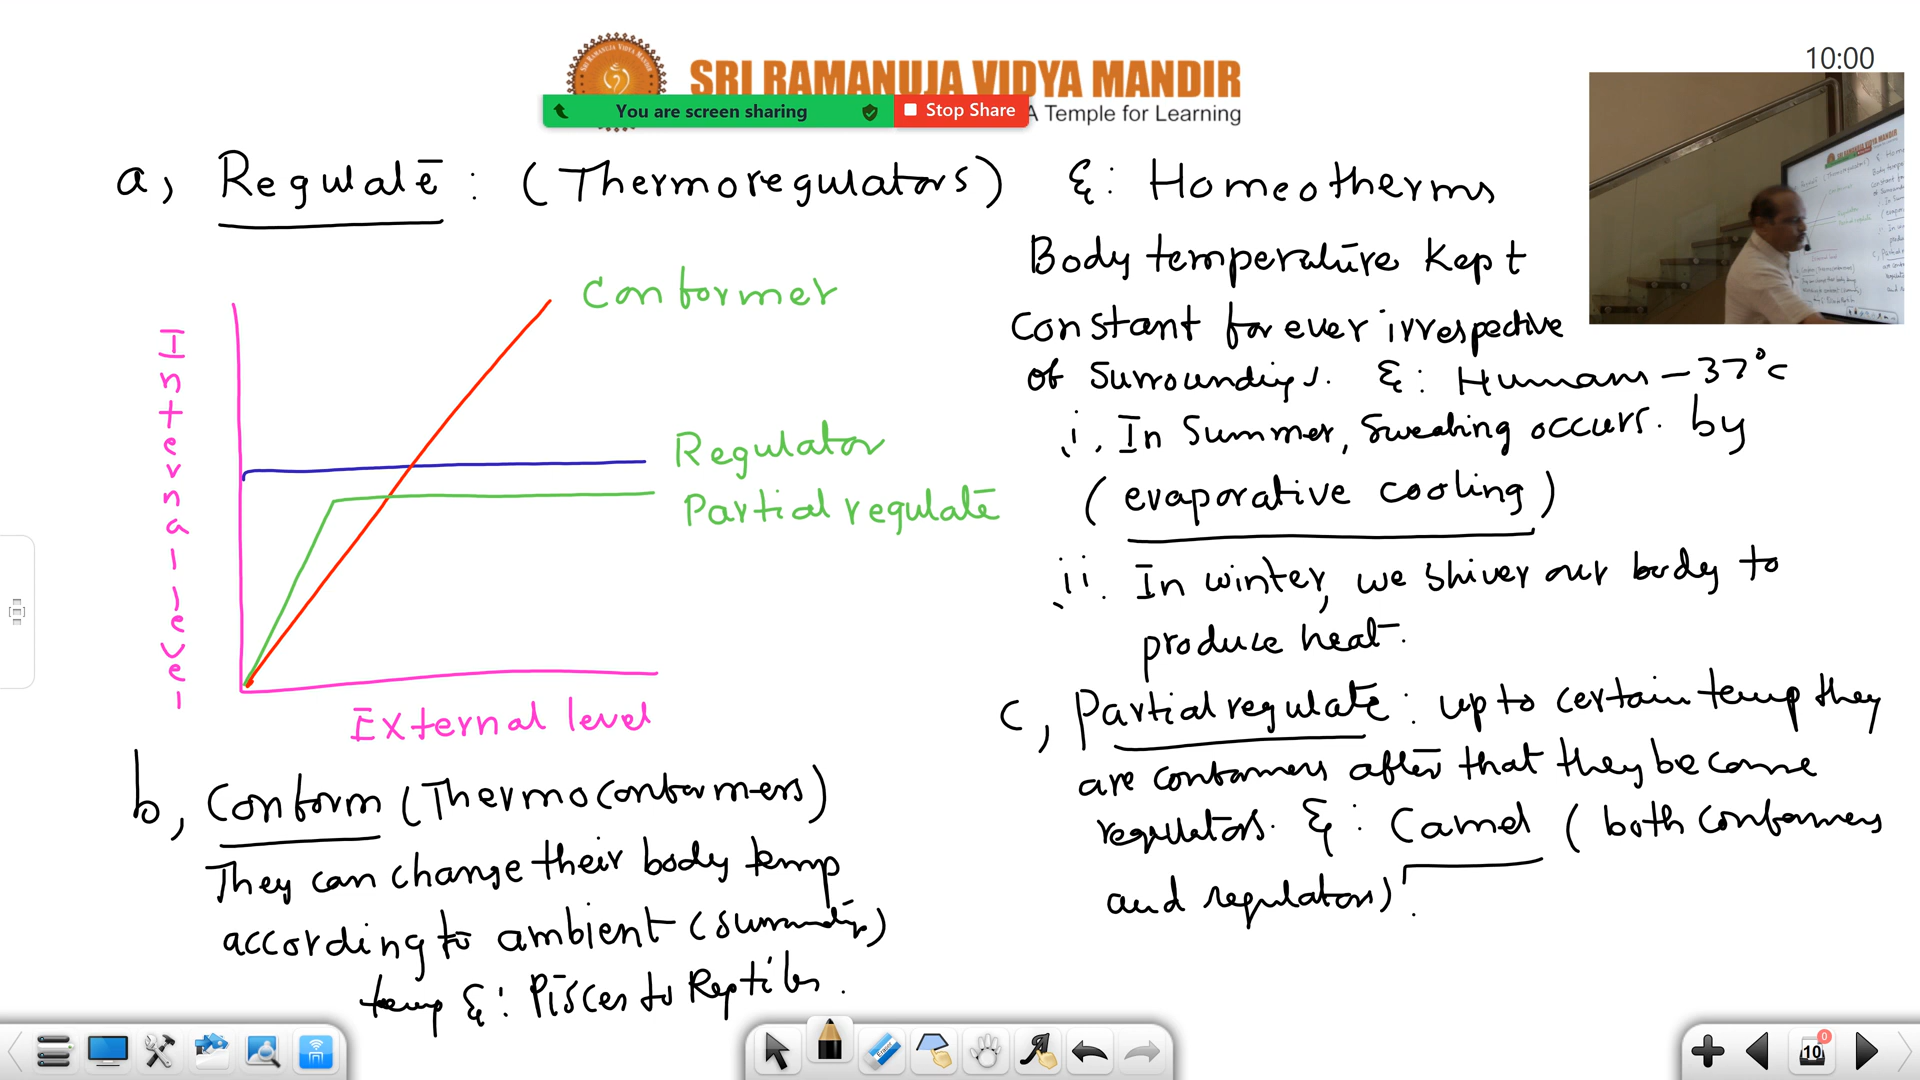 10:00
SRI RAMANUJA VIDYA MANDIR
A Temple for Learning
You are screen sharing
Stop Share
a, Regulate : (Thermoregulators)
Eg: Homeotherms
Body temperature kept
constant for ever irrespective
of surroundings. Eg: Humans - 37°c
i. In Summer, Sweating occurs. by
(evaporative cooling)
ii. In winter, we shiver our body to
produce heat.
Internal level
Conformer
Regulator
Partial regulate
External level
b, Conform (Thermoconformers)
They can change their body temp
according to ambient (surrounding)
temp Eg: Pisces to Reptiles.
c, Partial regulate : up to certain temp they
are conformers after that they become
regulators. Eg: Camel (both conformers
and regulators).
Eraser
10
0